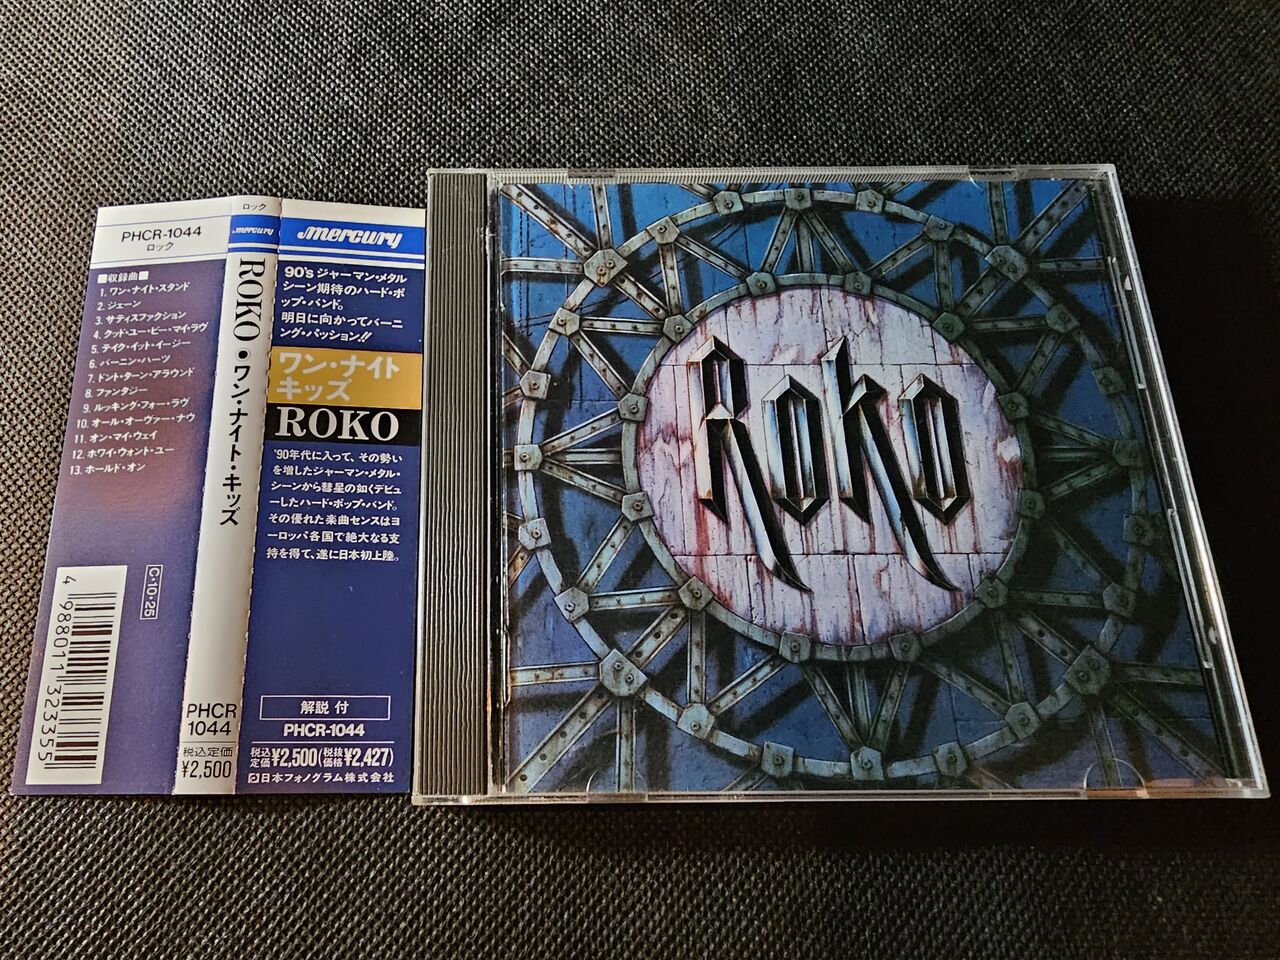 PHCR-1044
ロック
■収録曲■
1. ワン・ナイト・スタンド
2. ジェーン
3. サティスファクション
4. クッド・ユー・ビー・マイ・ラヴ
5. テイク・イット・イージー
6. バーニン・ハーツ
7. ドント・ターン・アラウンド
8. ファンタジー
9. ルッキング・フォー・ラヴ
10. オール・オーヴァー・ナウ
11. オン・マイ・ウェイ
12. ホワイ・ウォント・ユー
13. ホールド・オン
C-10-25
4 988011 323355
ロック
mercury
ROKO●ワン・ナイト・キッズ
PHCR
1044
税込定価
¥2,500
mercury
90'sジャーマン・メタル
シーン期待のハード・ポ
ップ・バンド。
明日に向かってバーニ
ング・パッション!!
ワン・ナイト
キッズ
ROKO
'90年代に入って、その勢い
を増したジャーマン・メタル・
シーンから彗星の如くデビュ
ーしたハード・ポップ・バンド。
その優れた楽曲センスはヨ
ーロッパ各国で絶大なる支
持を得て、遂に日本初上陸。
解説付
PHCR-1044
税込定価¥2,500(税抜価格¥2,427)
日本フォノグラム株式会社
Roko